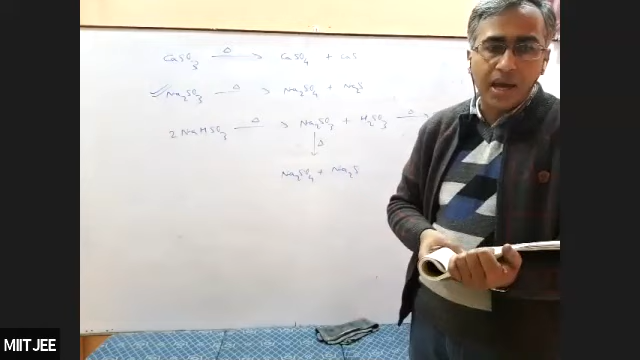 CaSO₃ —Δ→ CaSO₄ + CaS
Na₂SO₃ —Δ→ Na₂SO₄ + Na₂S
2NaHSO₃ —Δ→ Na₂SO₃ + H₂SO₃ —Δ→
↓Δ
Na₂SO₄ + Na₂S
MIIT JEE